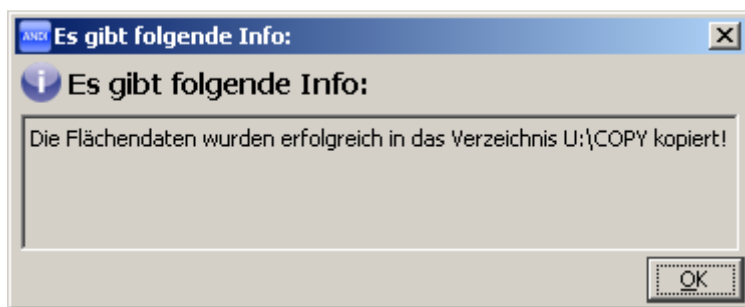 ANDI Es gibt folgende Info:
Es gibt folgende Info:
Die Flächendaten wurden erfolgreich in das Verzeichnis U:\COPY kopiert!
OK